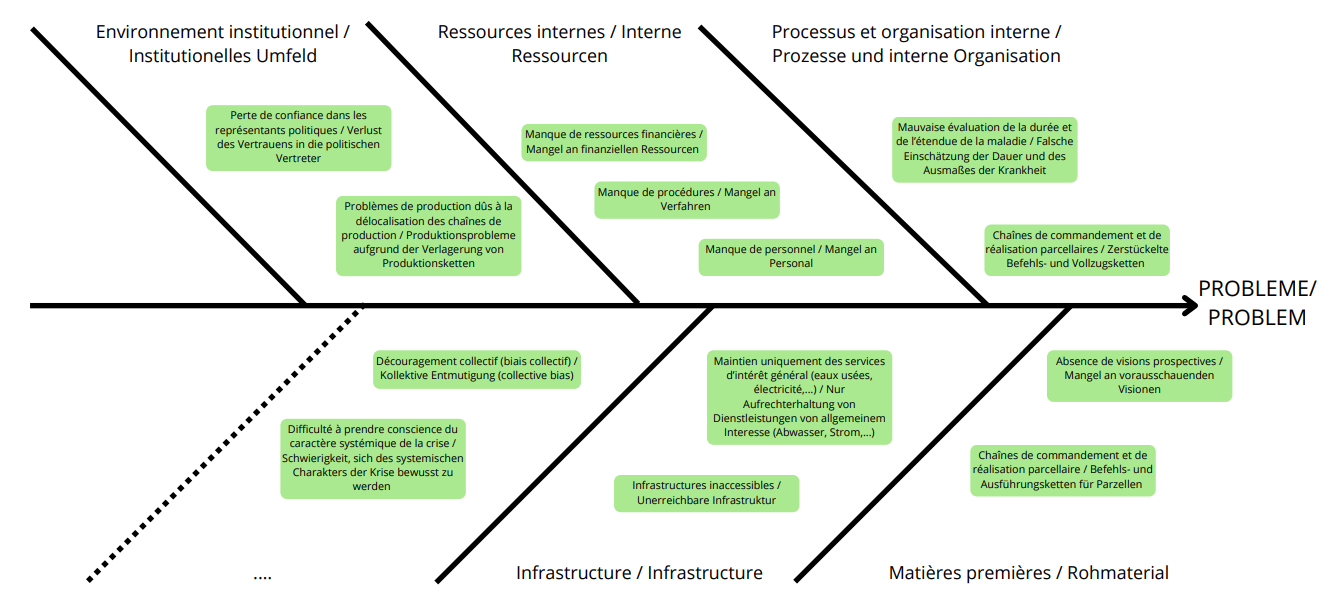 Environnement institutionnel /
Institutionelles Umfeld
Ressources internes / Interne
Ressourcen
Processus et organisation interne /
Prozesse und interne Organisation
Perte de confiance dans les
représentants politiques / Verlust
des Vertrauens in die politischen
Vertreter
Problèmes de production dûs à la
délocalisation des chaînes de
production / Produktionsprobleme
aufgrund der Verlagerung von
Produktionsketten
Manque de ressources financières /
Mangel an finanziellen Ressourcen
Manque de procédures / Mangel an
Verfahren
Manque de personnel / Mangel an
Personal
Mauvaise évaluation de la durée et
de l'étendue de la maladie / Falsche
Einschätzung der Dauer und des
Ausmaßes der Krankheit
Chaînes de commandement et de
réalisation parcellaires / Zerstückelte
Befehls- und Vollzugsketten
PROBLEME/
PROBLEM
Découragement collectif (biais collectif) /
Kollektive Entmutigung (collective bias)
Difficulté à prendre conscience du
caractère systémique de la crise /
Schwierigkeit, sich des systemischen
Charakters der Krise bewusst zu
werden
Maintien uniquement des services
d'intérêt général (eaux usées,
électricité,...) / Nur
Aufrechterhaltung von
Dienstleistungen von allgemeinem
Interesse (Abwasser, Strom,...)
Infrastructures inaccessibles /
Unerreichbare Infrastruktur
Absence de visions prospectives /
Mangel an vorausschauenden
Visionen
Chaînes de commandement et de
réalisation parcellaire / Befehls- und
Ausführungsketten für Parzellen
....
Infrastructure / Infrastructure
Matières premières / Rohmaterial